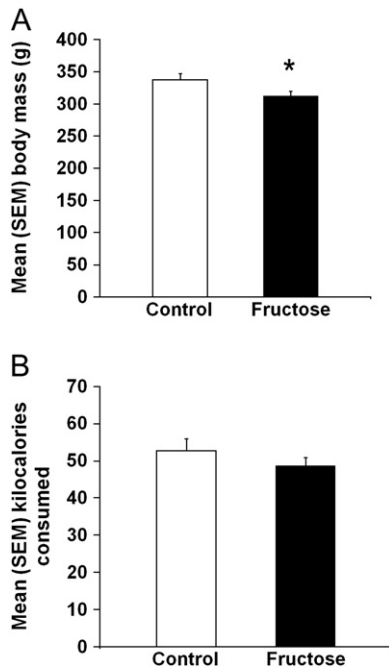 A
Mean (SEM) body mass (g)
400
350
300
250
200
150
100
50
0
*
Control Fructose
B
Mean (SEM) kilocalories
consumed
70
60
50
40
30
20
10
0
Control Fructose